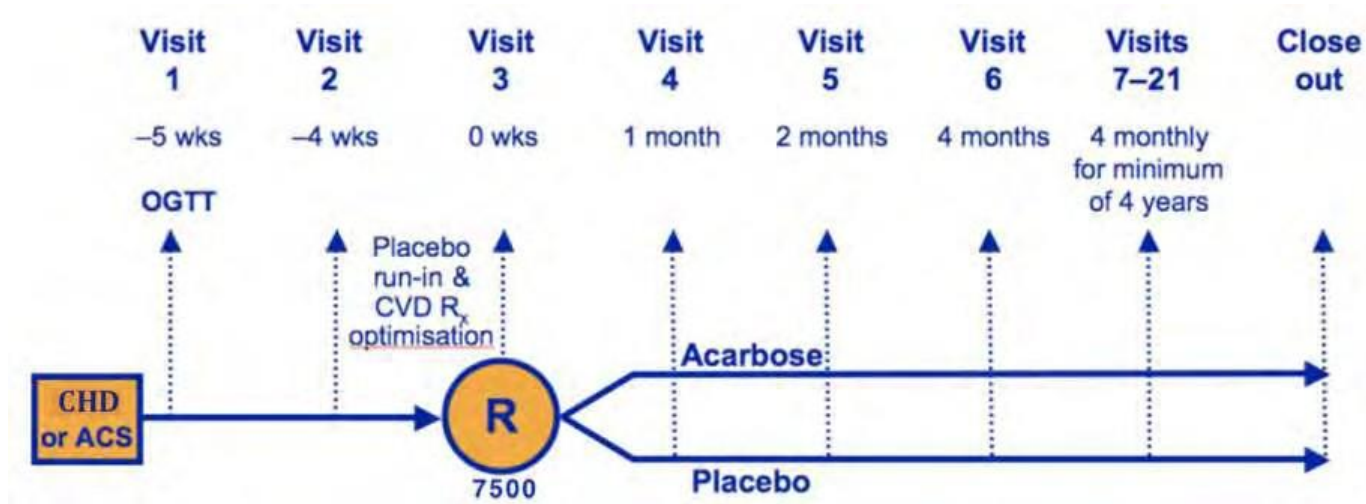 Visit
1
Visit
2
Visit
3
Visit
4
Visit
5
Visit
6
Visits
7–21
Close
out
–5 wks
–4 wks
0 wks
1 month
2 months
4 months
4 monthly
for minimum
of 4 years
OGTT
Placebo
run-in &
CVD Rx
optimisation
Acarbose
CHD
or ACS
R
7500
Placebo